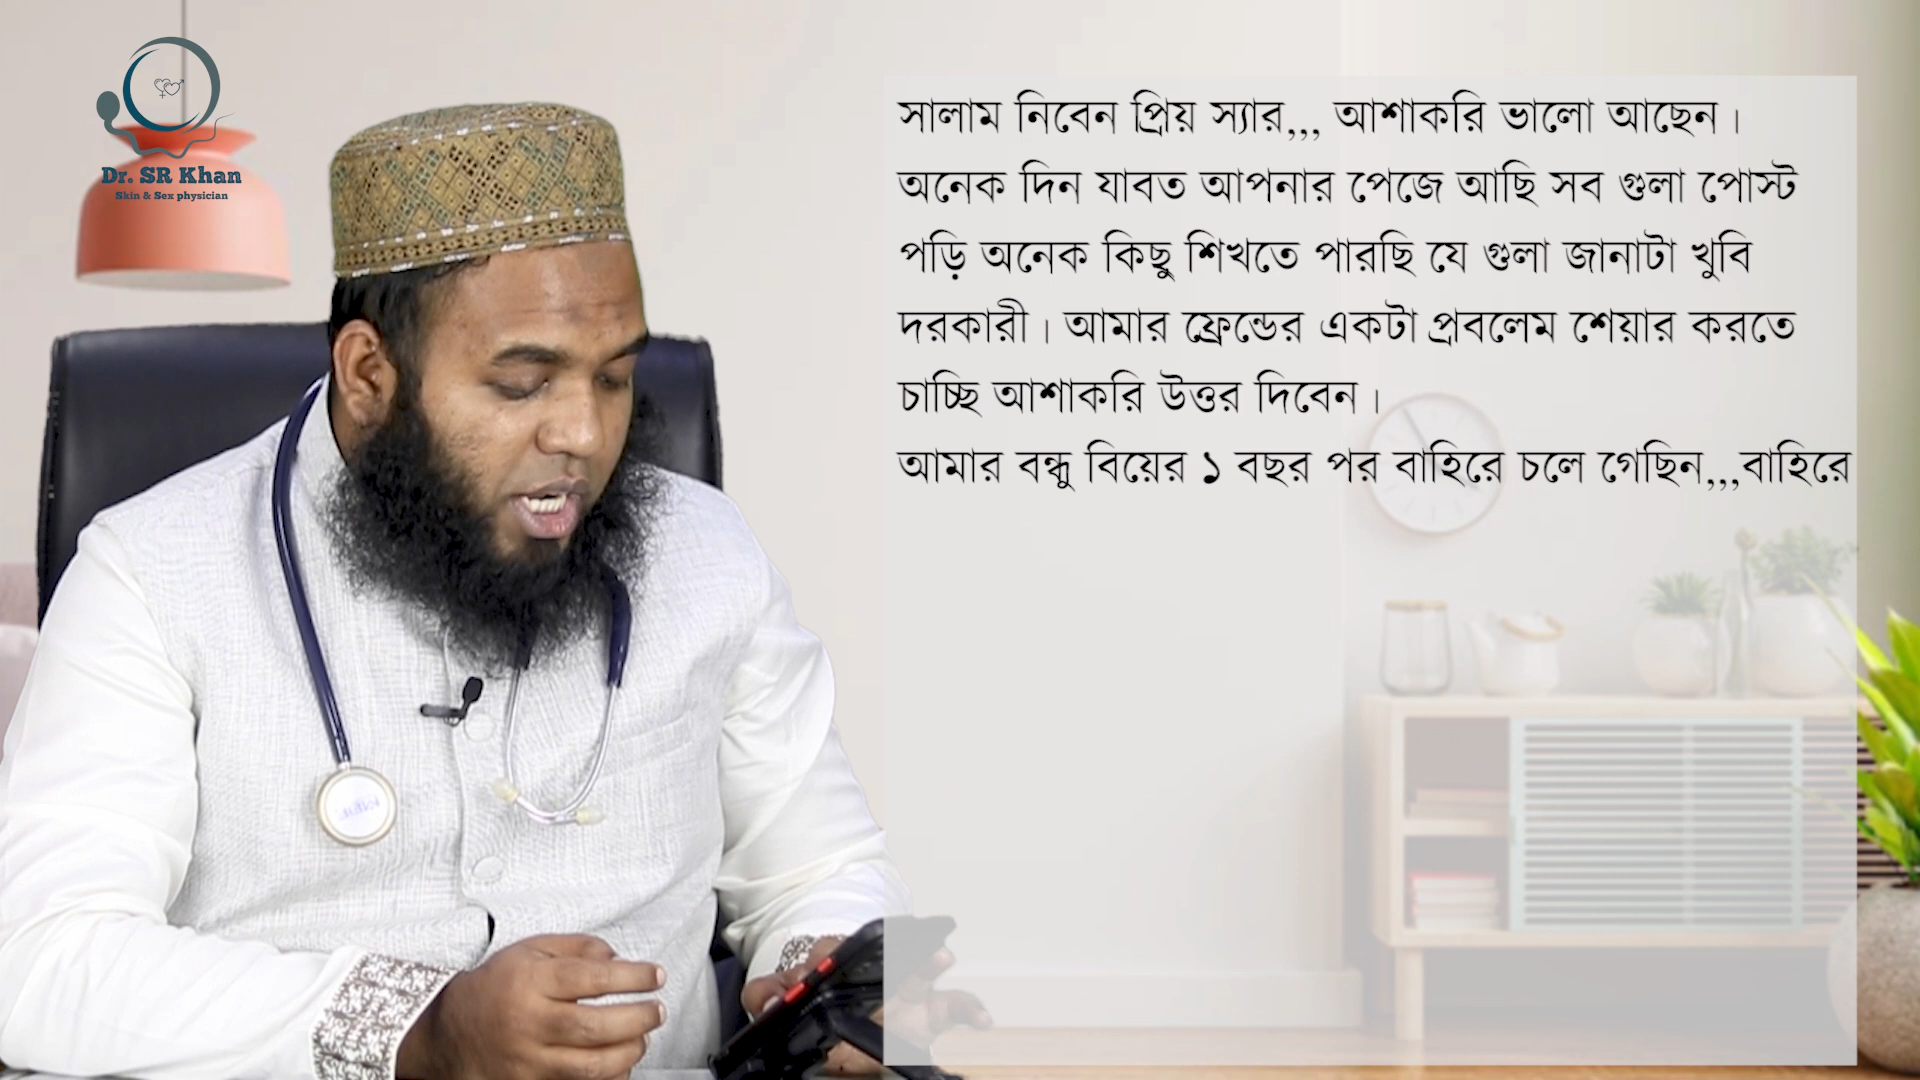 Dr. SR Khan
Skin & Sex physician
সালাম নিবেন প্রিয় স্যার,,, আশাকরি ভালো আছেন।
অনেক দিন যাবত আপনার পেজে আছি সব গুলা পোস্ট
পড়ি অনেক কিছু শিখতে পারছি যে গুলা জানাটা খুবি
দরকারী। আমার ফ্রেন্ডের একটা প্রবলেম শেয়ার করতে
চাচ্ছি আশাকরি উত্তর দিবেন।
আমার বন্ধু বিয়ের ১ বছর পর বাহিরে চলে গেছিন,,,বাহিরে